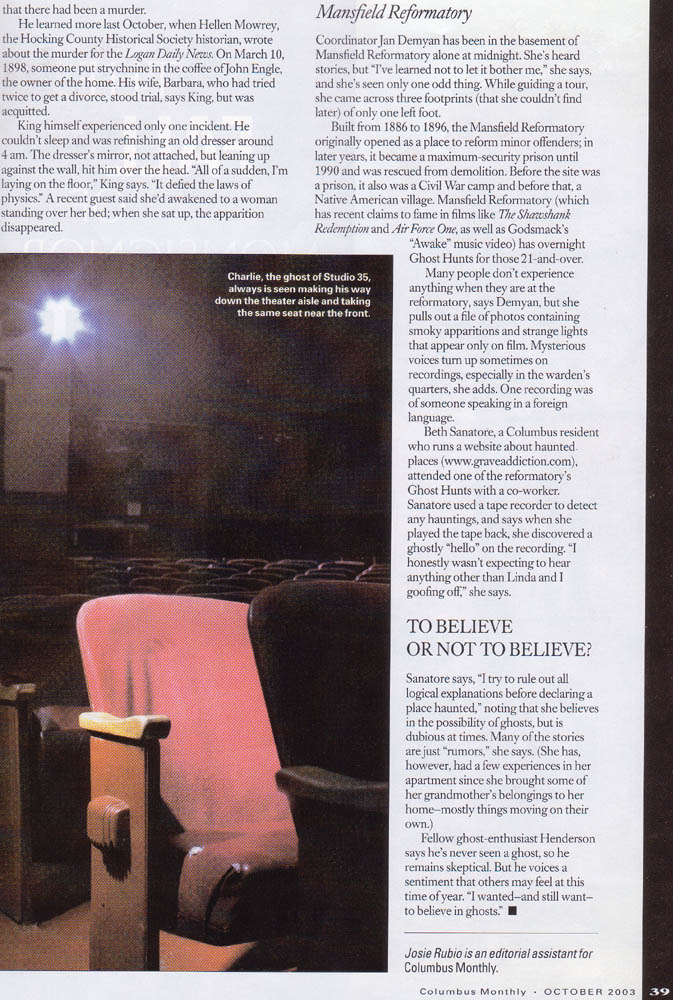 that there had been a murder.
He learned more last October, when Hellen Mowrey,
the Hocking County Historical Society historian, wrote
about the murder for the Logan Daily News. On March 10,
1898, someone put strychnine in the coffee of John Engle,
the owner of the home. His wife, Barbara, who had tried
twice to get a divorce, stood trial, says King, but was
acquitted.
King himself experienced only one incident. He
couldn't sleep and was refinishing an old dresser around
4 am. The dresser's mirror, not attached, but leaning up
against the wall, hit him over the head. "All of a sudden, I'm
laying on the floor," King says. "It defied the laws of
physics." A recent guest said she'd awakened to a woman
standing over her bed; when she sat up, the apparition
disappeared.
Charlie, the ghost of Studio 35,
always is seen making his way
down the theater aisle and taking
the same seat near the front.
Mansfield Reformatory
Coordinator Jan Demyan has been in the basement of
Mansfield Reformatory alone at midnight. She's heard
stories, but "I've learned not to let it bother me," she says,
and she's seen only one odd thing. While guiding a tour,
she came across three footprints (that she couldn't find
later) of only one left foot.
Built from 1886 to 1896, the Mansfield Reformatory
originally opened as a place to reform minor offenders; in
later years, it became a maximum-security prison until
1990 and was rescued from demolition. Before the site was
a prison, it also was a Civil War camp and before that, a
Native American village. Mansfield Reformatory (which
has recent claims to fame in films like The Shawshank
Redemption and Air Force One, as well as Godsmack's
"Awake" music video) has overnight
Ghost Hunts for those 21-and-over.
Many people don't experience
anything when they are at the
reformatory, says Demyan, but she
pulls out a file of photos containing
smoky apparitions and strange lights
that appear only on film. Mysterious
voices turn up sometimes on
recordings, especially in the warden's
quarters, she adds. One recording was
of someone speaking in a foreign
language.
Beth Sanatore, a Columbus resident
who runs a website about haunted
places (www.graveaddiction.com),
attended one of the reformatory's
Ghost Hunts with a co-worker.
Sanatore used a tape recorder to detect
any hauntings, and says when she
played the tape back, she discovered a
ghostly "hello" on the recording. "I
honestly wasn't expecting to hear
anything other than Linda and I
goofing off," she says.
TO BELIEVE
OR NOT TO BELIEVE?
Sanatore says, "I try to rule out all
logical explanations before declaring a
place haunted," noting that she believes
in the possibility of ghosts, but is
dubious at times. Many of the stories
are just "rumors," she says. (She has,
however, had a few experiences in her
apartment since she brought some of
her grandmother's belongings to her
home—mostly things moving on their
own.)
Fellow ghost-enthusiast Henderson
says he's never seen a ghost, so he
remains skeptical. But he voices a
sentiment that others may feel at this
time of year. "I wanted—and still want—
to believe in ghosts." ■
Josie Rubio is an editorial assistant for
Columbus Monthly.
Columbus Monthly • OCTOBER 2003 39